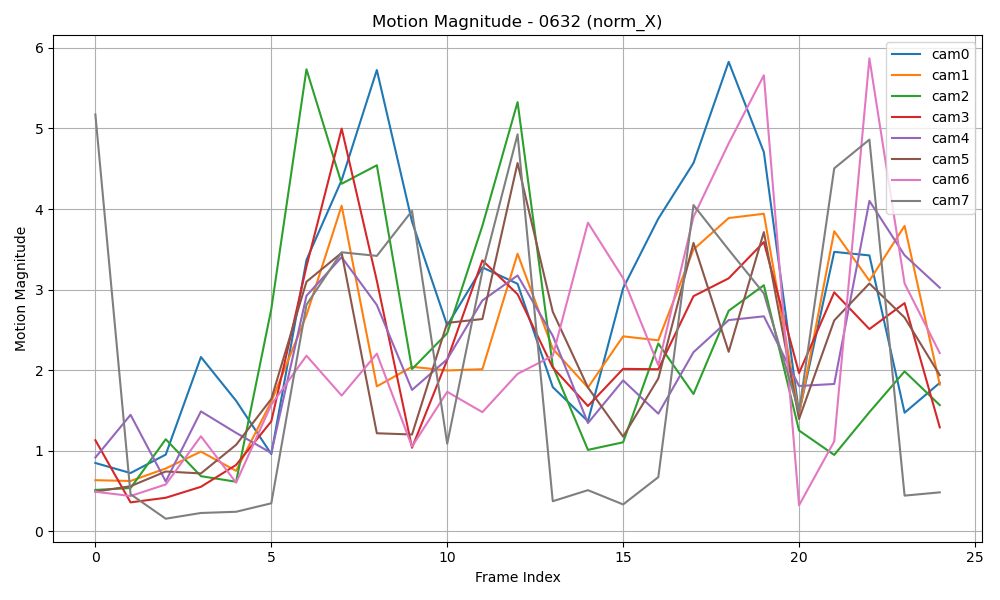 Motion Magnitude - 0632 (norm_X)
Motion Magnitude
6
5
4
3
2
1
0
cam0
cam1
cam2
cam3
cam4
cam5
cam6
cam7
0 5 10 15 20 25
Frame Index